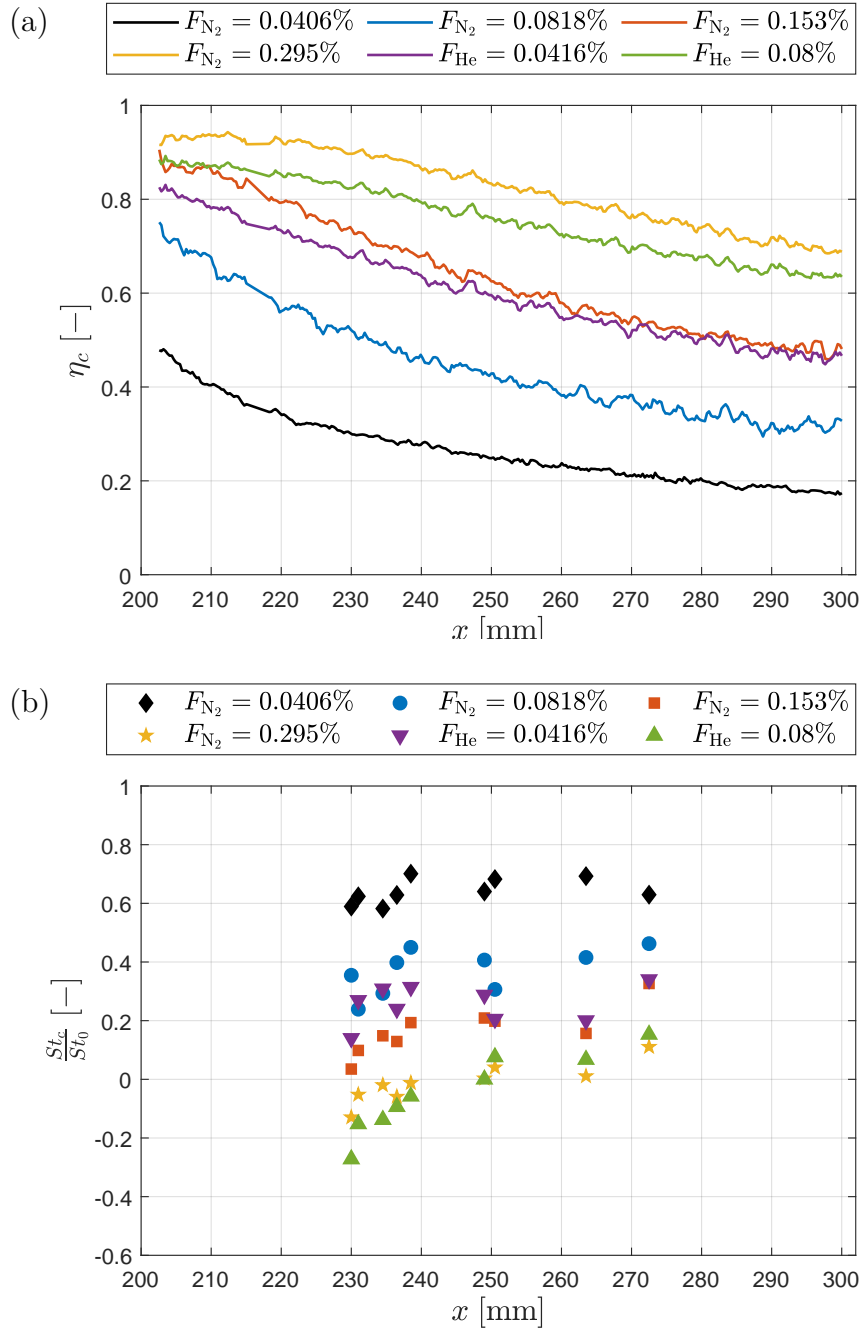 (a)
F_N₂ = 0.0406% F_N₂ = 0.0818% F_N₂ = 0.153%
F_N₂ = 0.295% F_He = 0.0416% F_He = 0.08%
1
0.8
0.6
0.4
0.2
0
η_c [−]
200 210 220 230 240 250 260 270 280 290 300
x [mm]
(b)
F_N₂ = 0.0406% F_N₂ = 0.0818% F_N₂ = 0.153%
F_N₂ = 0.295% F_He = 0.0416% F_He = 0.08%
1
0.8
0.6
0.4
0.2
0
-0.2
-0.4
-0.6
St_c/St_0 [−]
200 210 220 230 240 250 260 270 280 290 300
x [mm]